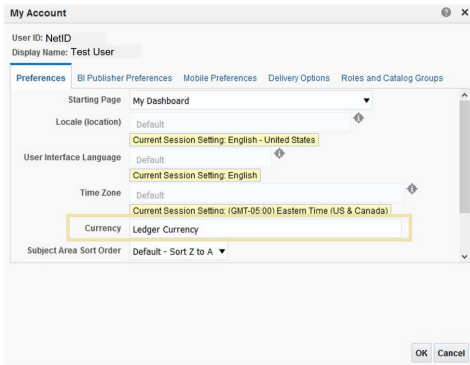 My Account
User ID: NetID
Display Name: Test User
Preferences BI Publisher Preferences Mobile Preferences Delivery Options Roles and Catalog Groups
Starting Page My Dashboard
Locale (location) Default
Current Session Setting: English - United States
User Interface Language Default
Current Session Setting: English
Time Zone Default
Current Session Setting: (GMT-05:00) Eastern Time (US & Canada)
Currency Ledger Currency
Subject Area Sort Order Default - Sort Z to A
OK Cancel